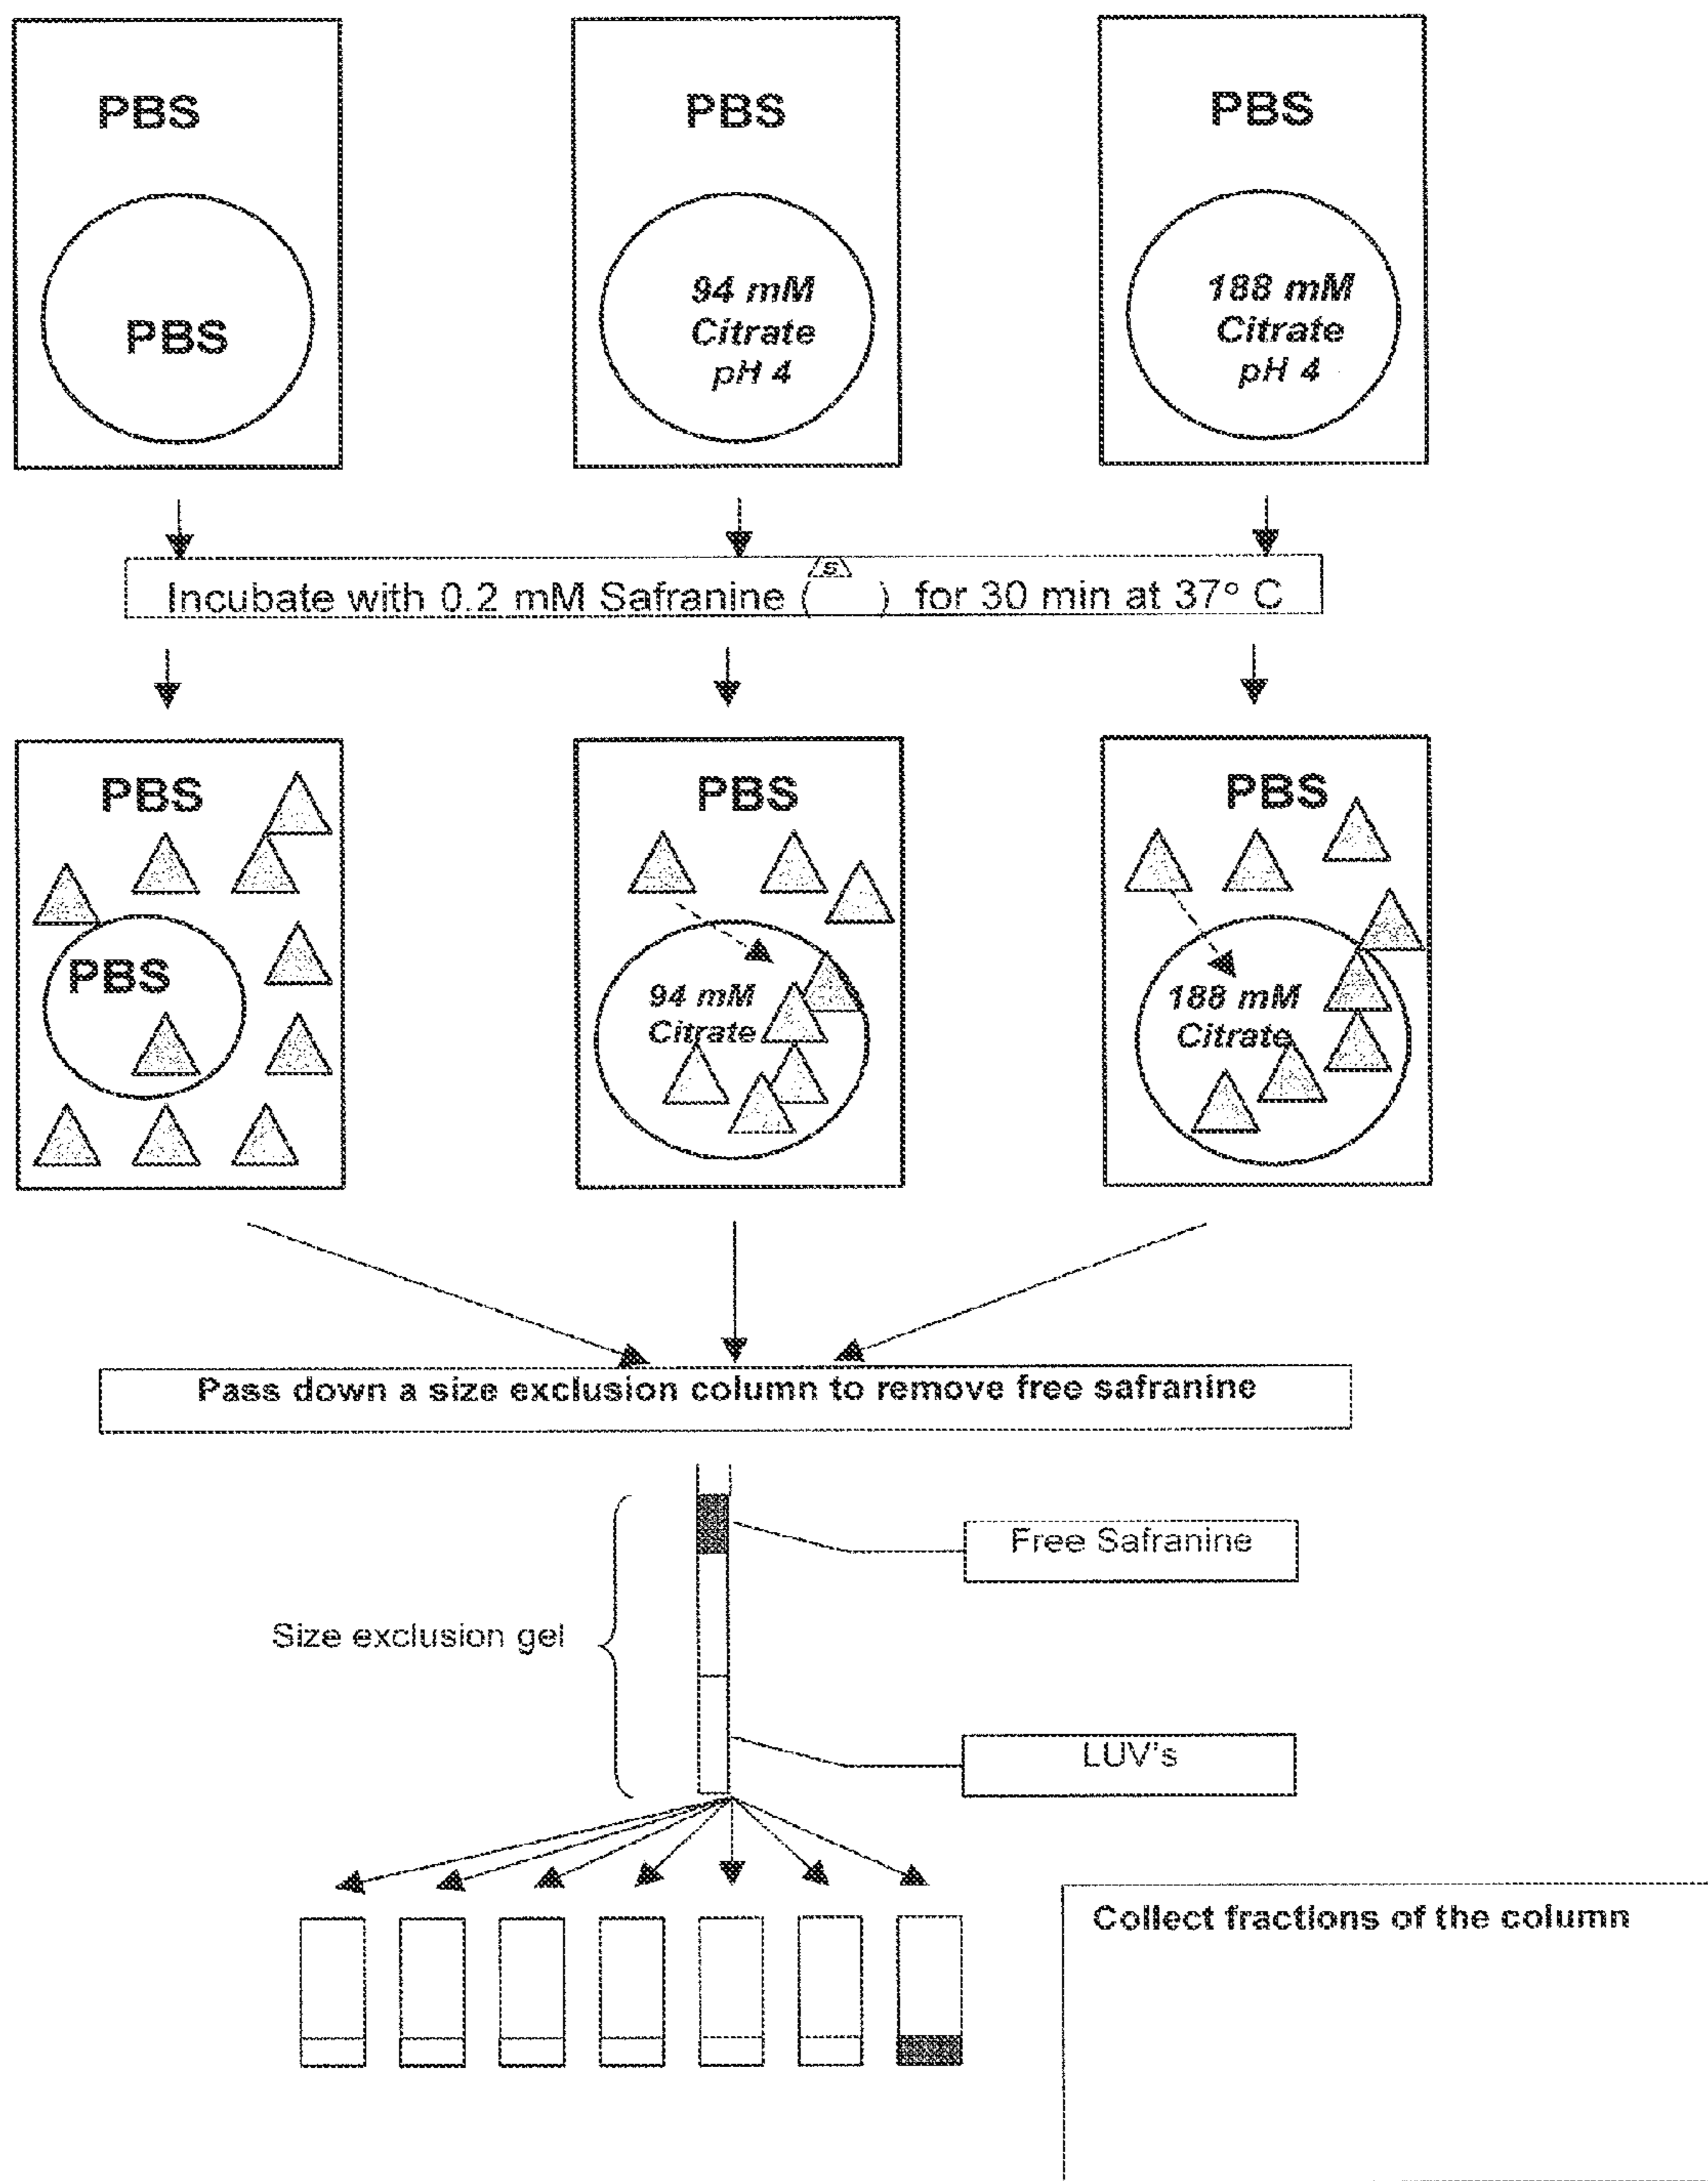 PBS
PBS
PBS
PBS
94 mM
Citrate
pH 4
188 mM
Citrate
pH 4
Incubate with 0.2 mM Safranine (s) for 30 min at 37° C
PBS
PBS
PBS
PBS
94 mM
Citrate
188 mM
Citrate
Pass down a size exclusion column to remove free safranine
Free Safranine
Size exclusion gel
LUV's
Collect fractions of the column